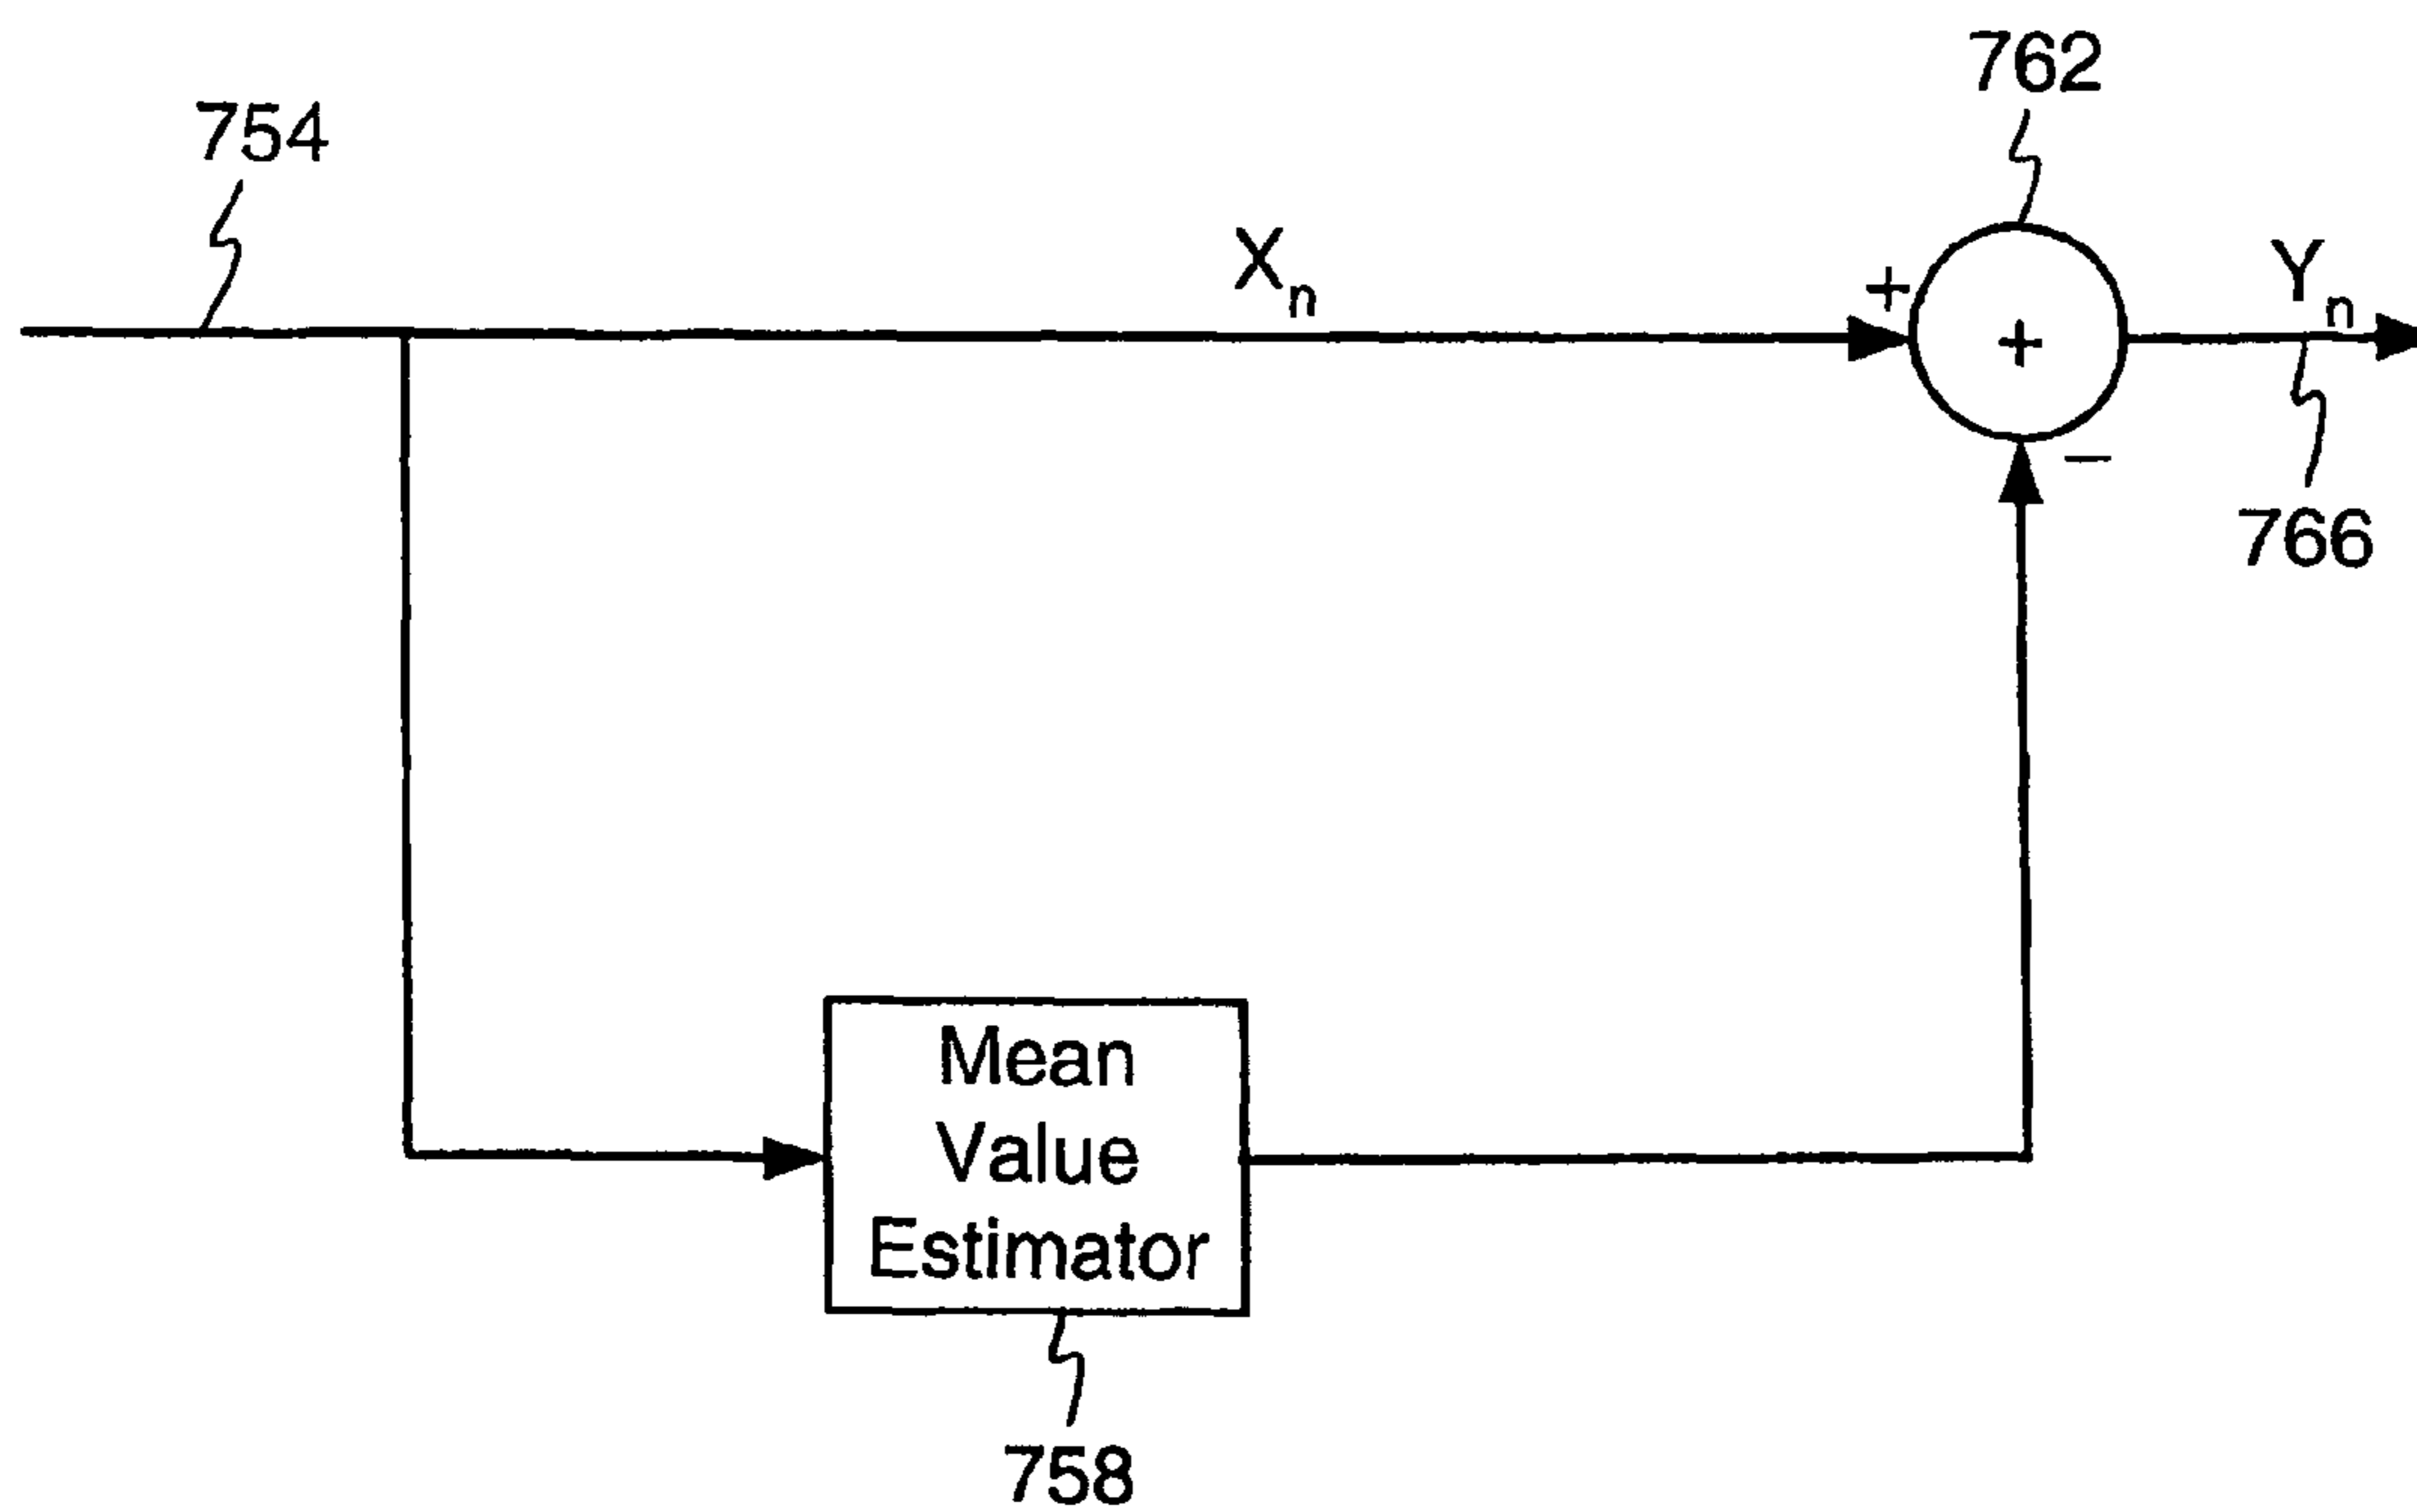 762
754
Xn
+
+
Yn
−
766
Mean
Value
Estimator
758